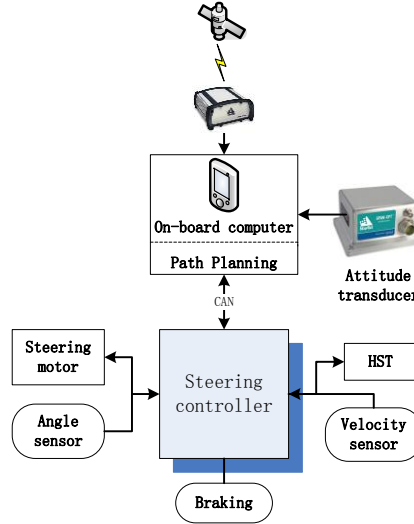 On-board computer
Path Planning
Attitude
transducer
CAN
Steering
motor
Steering
controller
HST
Angle
sensor
Velocity
sensor
Braking